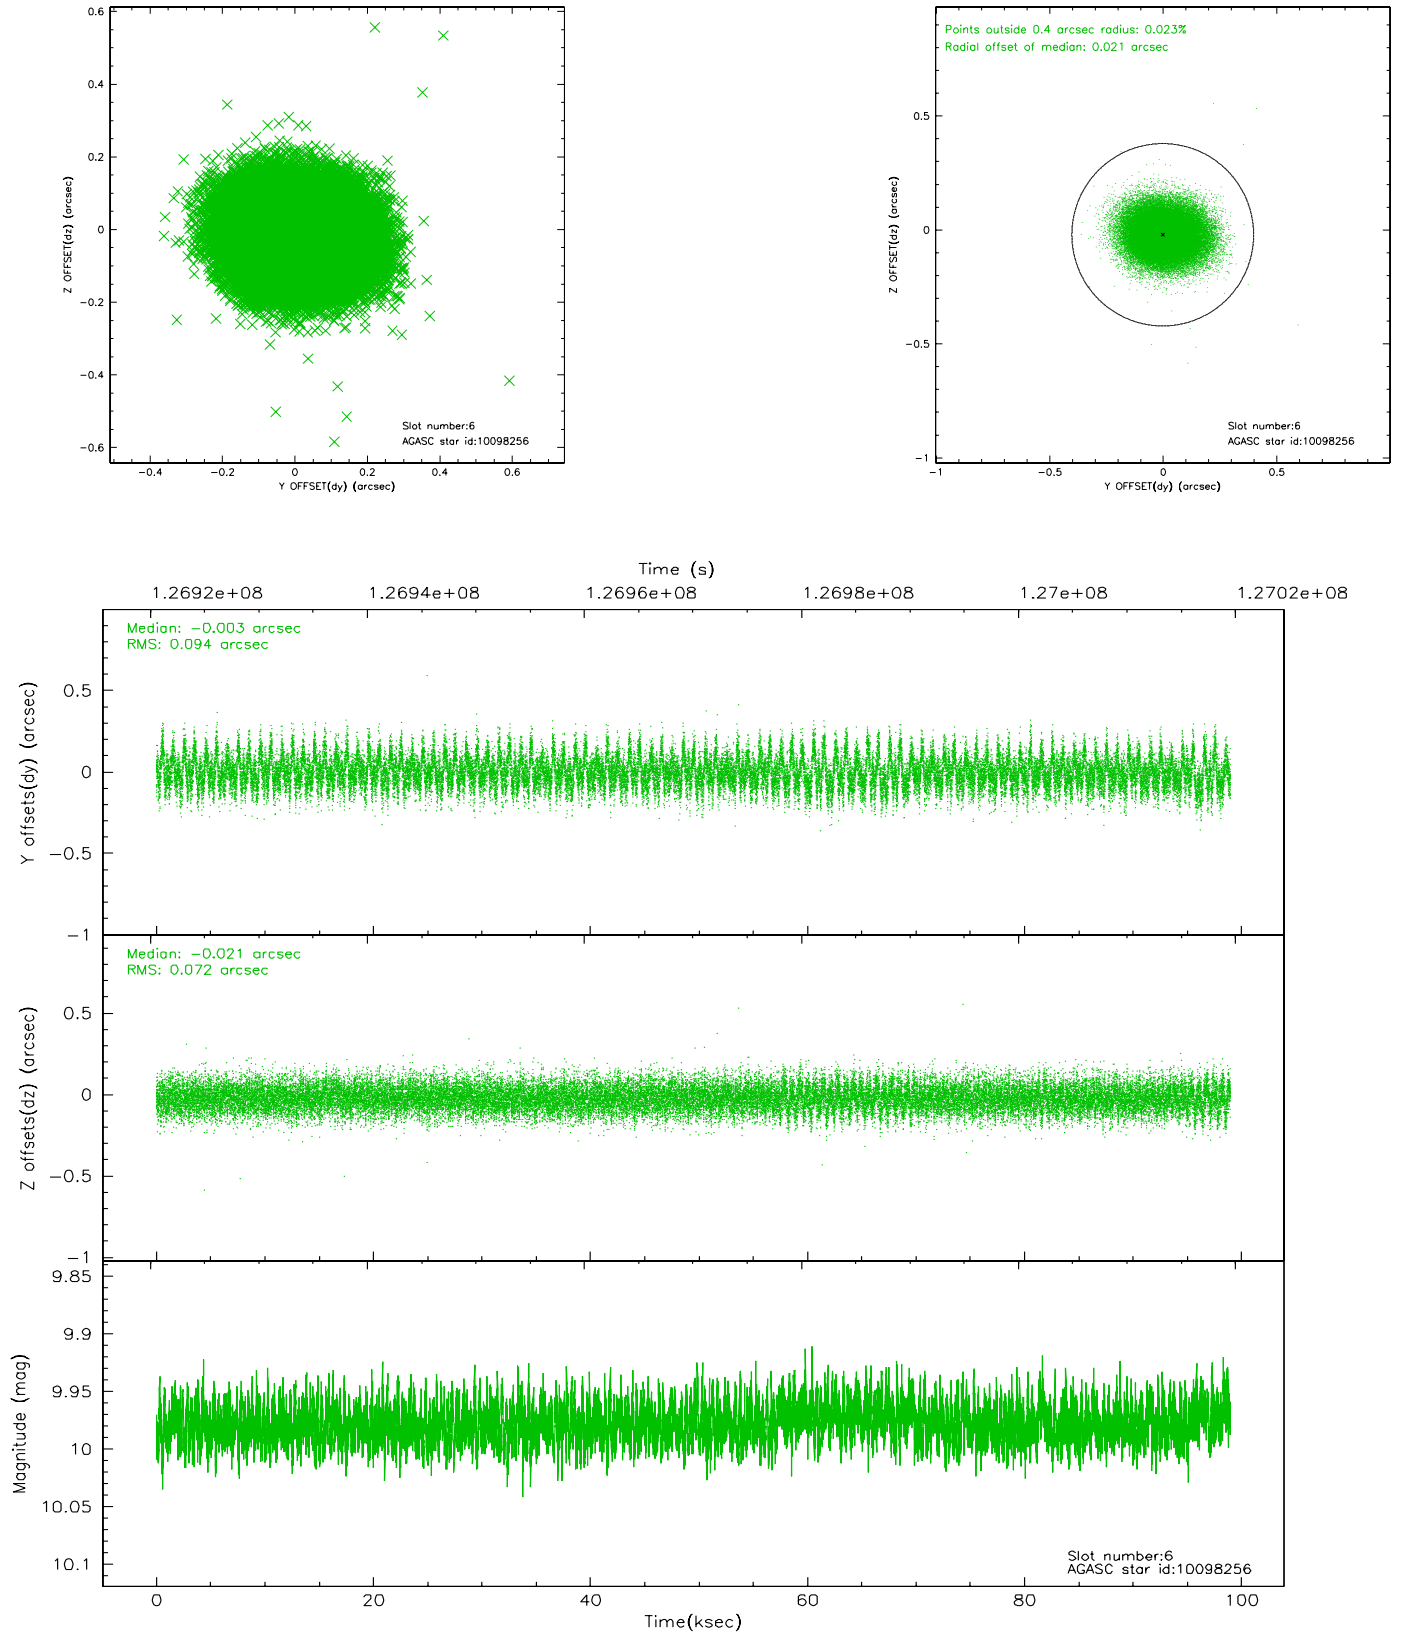 0.6
0.4
0.2
0
-0.2
-0.4
-0.6
Z OFFSET(dz) (arcsec)
-0.4 -0.2 0 0.2 0.4 0.6
Y OFFSET(dy) (arcsec)
Slot number:6
AGASC star id:10098256
Points outside 0.4 arcsec radius: 0.023%
Radial offset of median: 0.021 arcsec
0.5
0
-0.5
-1
Z OFFSET(dz) (arcsec)
-1 -0.5 0 0.5
Y OFFSET(dy) (arcsec)
Slot number:6
AGASC star id:10098256
Time (s)
1.2692e+08 1.2694e+08 1.2696e+08 1.2698e+08 1.27e+08 1.2702e+08
Median: -0.003 arcsec
RMS: 0.094 arcsec
0.5
0
-0.5
-1
Y offsets(dy) (arcsec)
Median: -0.021 arcsec
RMS: 0.072 arcsec
0.5
0
-0.5
-1
Z offsets(dz) (arcsec)
9.85
9.9
9.95
10
10.05
10.1
Magnitude (mag)
Slot number:6
AGASC star id:10098256
0 20 40 60 80 100
Time(ksec)